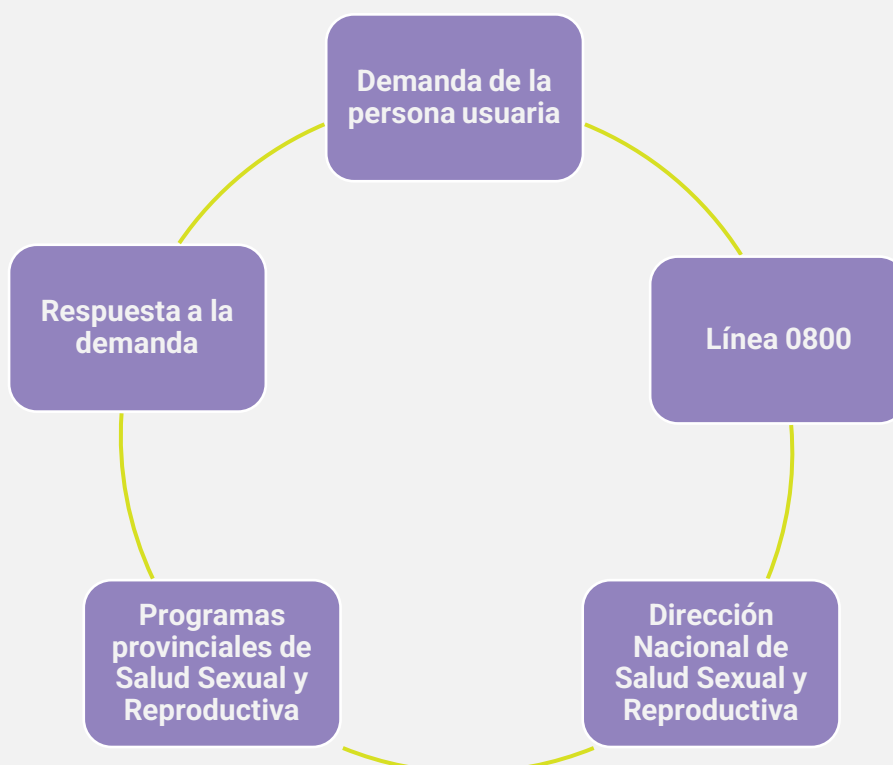 Demanda de la
persona usuaria
Línea 0800
Dirección
Nacional de
Salud Sexual y
Reproductiva
Programas
provinciales de
Salud Sexual y
Reproductiva
Respuesta a la
demanda